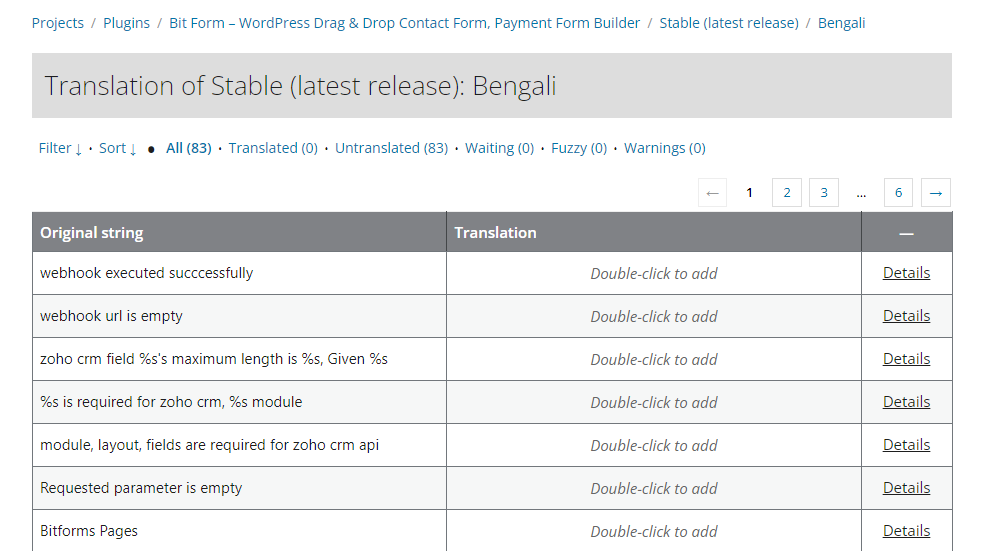 Projects / Plugins / Bit Form – WordPress Drag & Drop Contact Form, Payment Form Builder / Stable (latest release) / Bengali
Translation of Stable (latest release): Bengali
Filter ↓ • Sort ↓ ● All (83) • Translated (0) • Untranslated (83) • Waiting (0) • Fuzzy (0) • Warnings (0)
← 1 2 3 … 6 →
Original string Translation —
webhook executed succcessfully Double-click to add Details
webhook url is empty Double-click to add Details
zoho crm field %s's maximum length is %s, Given %s Double-click to add Details
%s is required for zoho crm, %s module Double-click to add Details
module, layout, fields are required for zoho crm api Double-click to add Details
Requested parameter is empty Double-click to add Details
Bitforms Pages Double-click to add Details